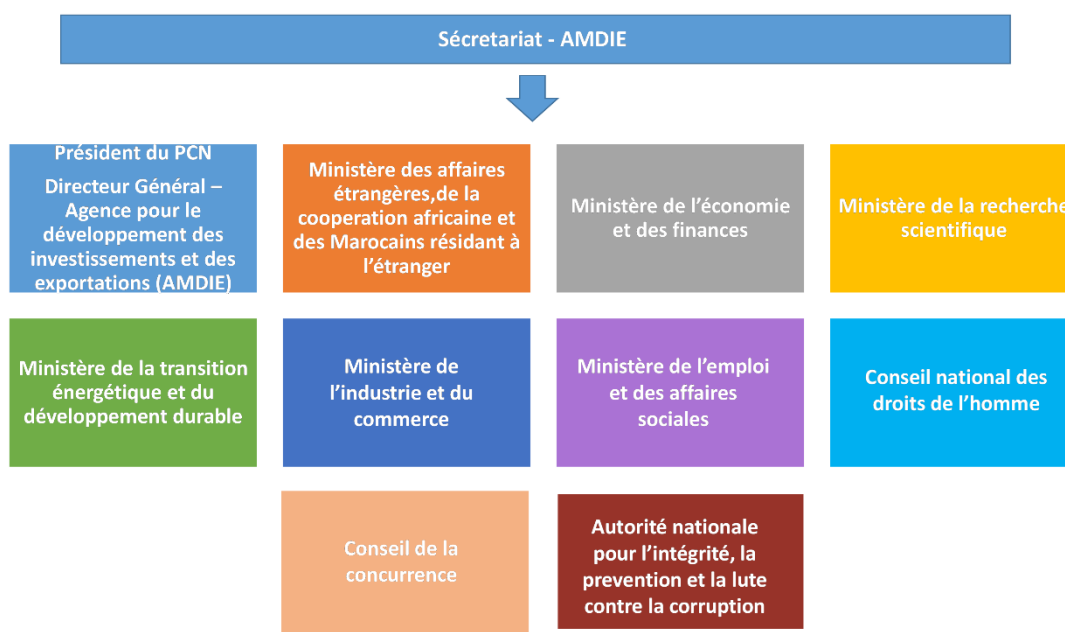 Sécretariat - AMDIE
Président du PCN
Directeur Général –
Agence pour le
développement des
investissements et des
exportations (AMDIE)
Ministère des affaires
étrangères,de la
cooperation africaine et
des Marocains résidant à
l’étranger
Ministère de l’économie
et des finances
Ministère de la recherche
scientifique
Ministère de la transition
énergétique et du
développement durable
Ministère de
l’industrie et du
commerce
Ministère de l’emploi
et des affaires
sociales
Conseil national des
droits de l’homme
Conseil de la
concurrence
Autorité nationale
pour l’intégrité, la
prevention et la lute
contre la corruption